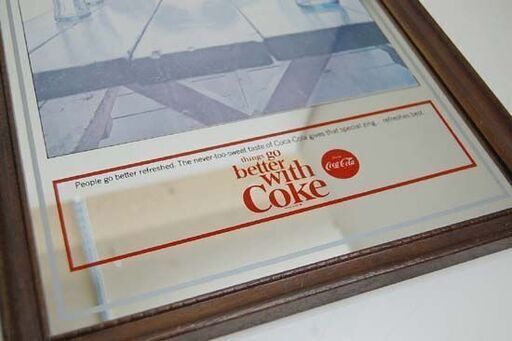 People go better refreshed. The never-too-sweet taste of Coca-Cola gives that special zing... refreshes best.
things go
better
with
Coke
Coca-Cola